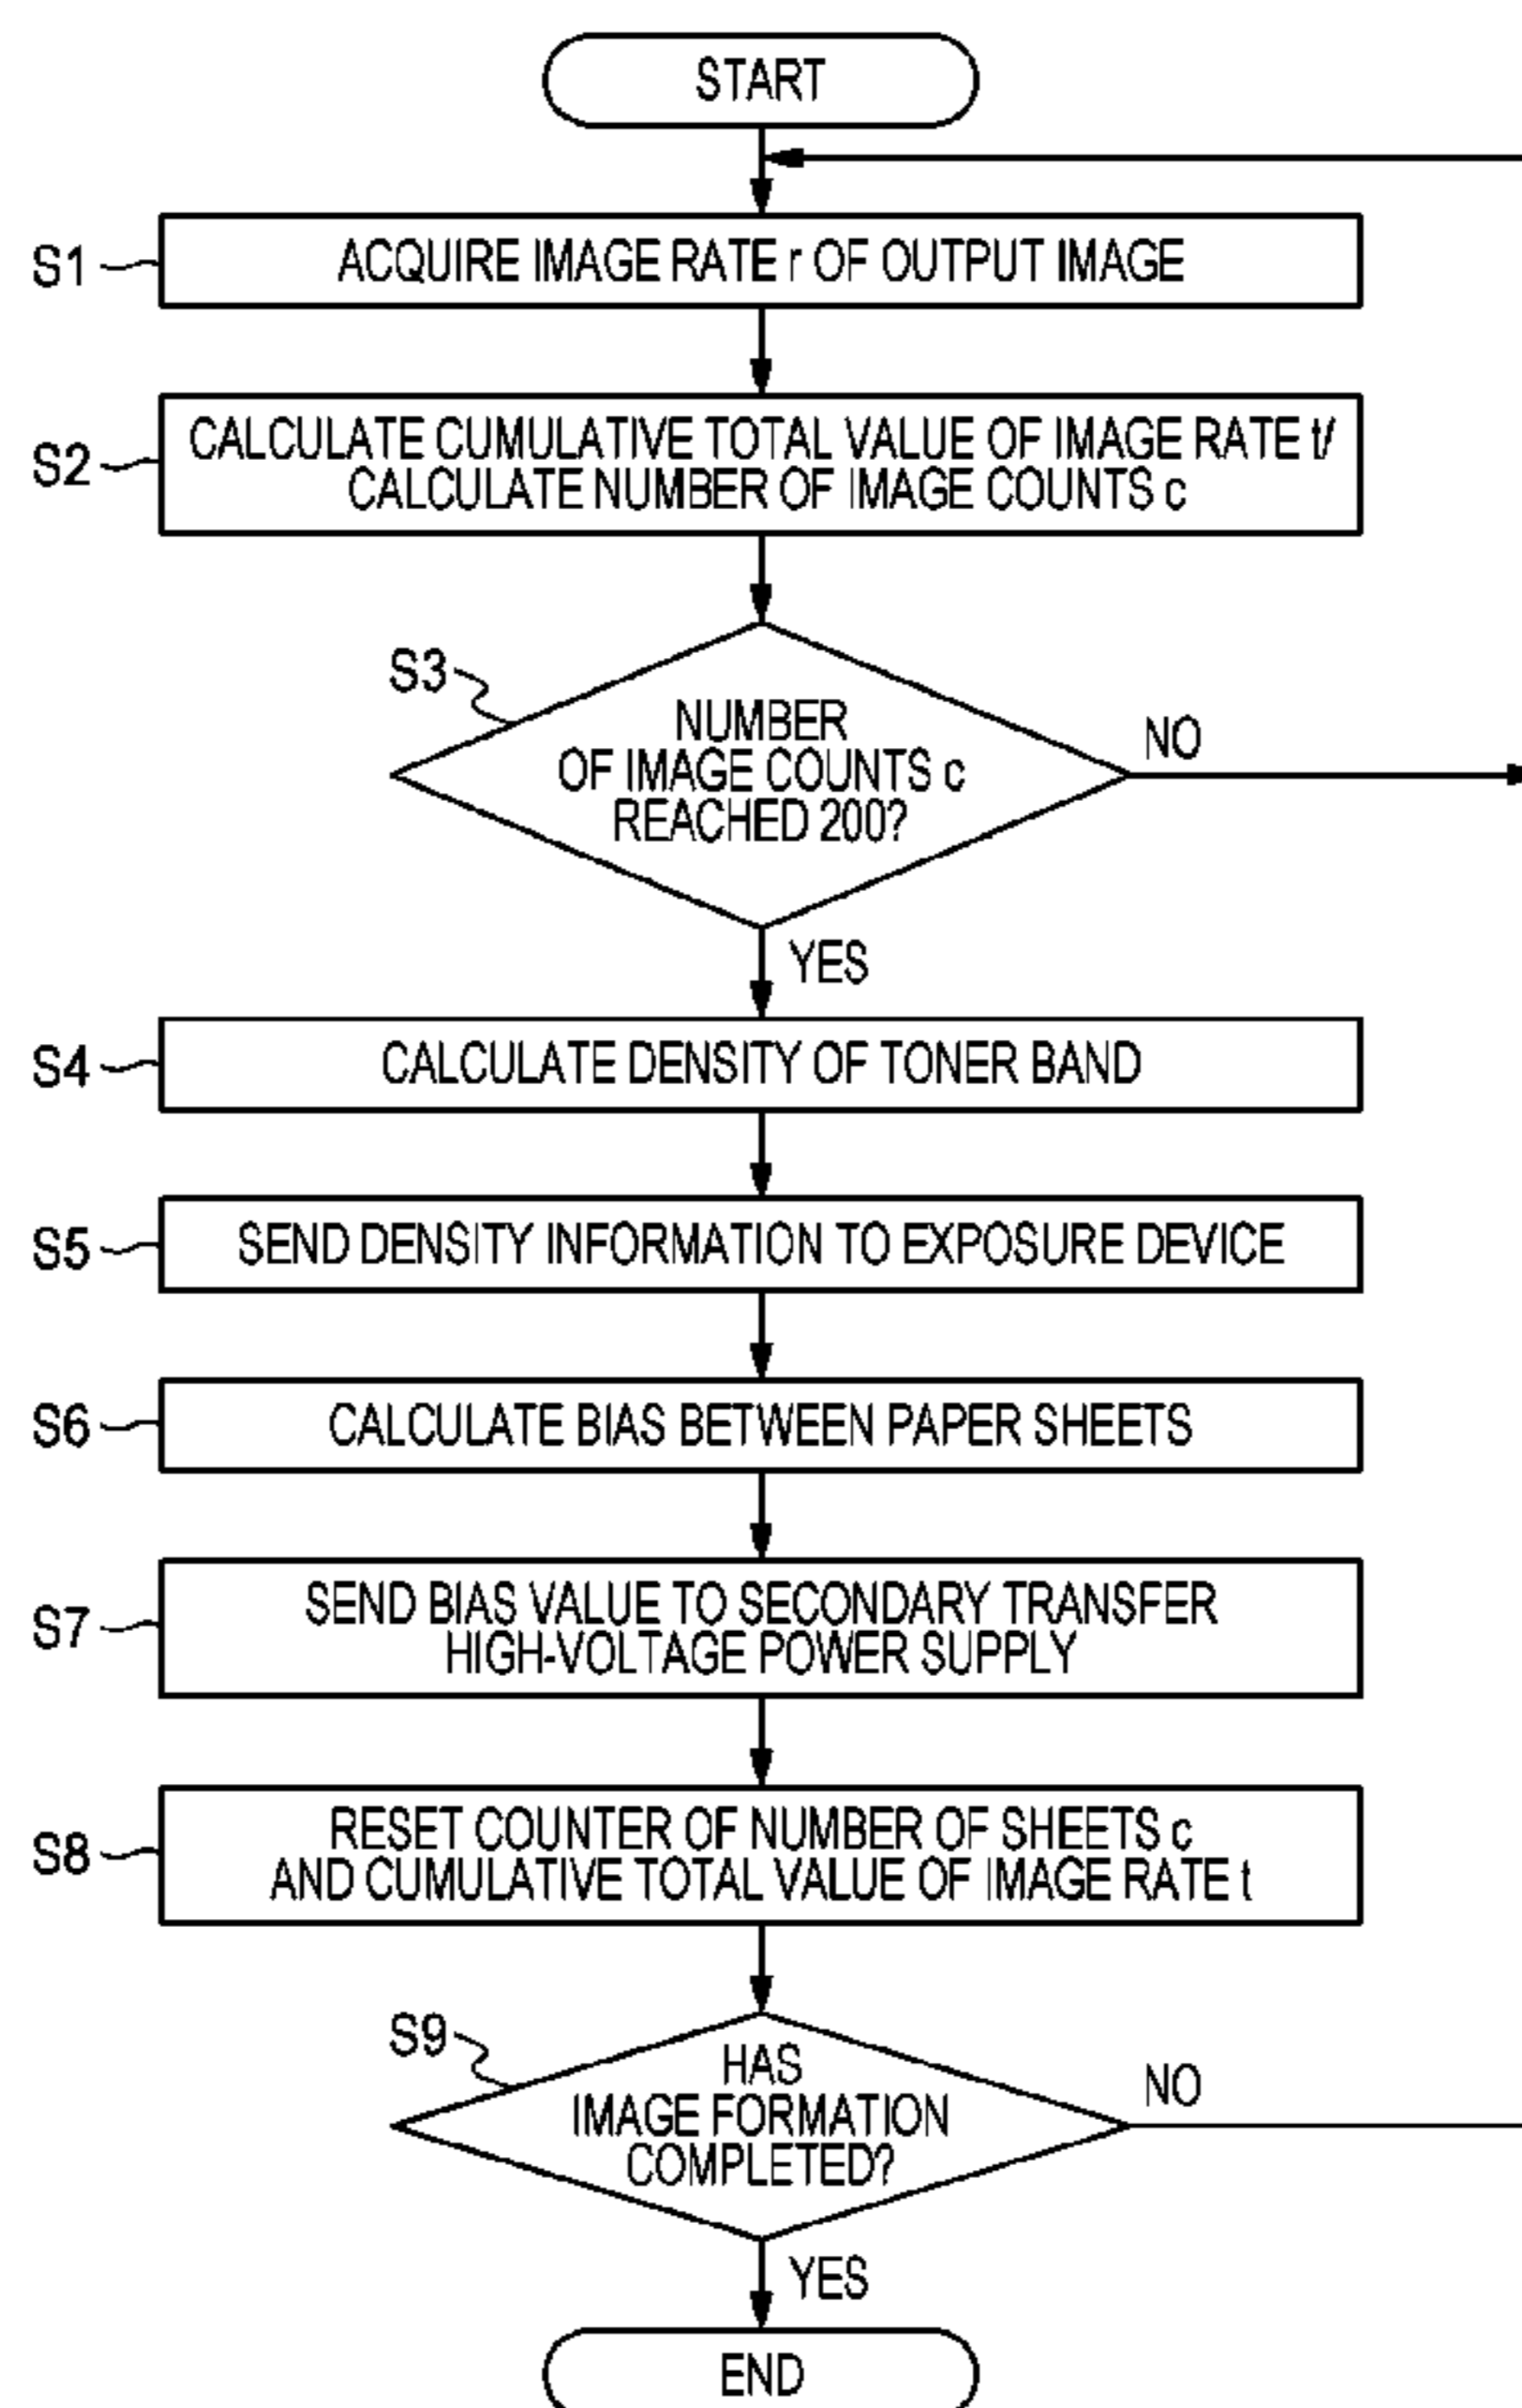 START
S1
ACQUIRE IMAGE RATE r OF OUTPUT IMAGE
S2
CALCULATE CUMULATIVE TOTAL VALUE OF IMAGE RATE t/
CALCULATE NUMBER OF IMAGE COUNTS c
S3
NUMBER
OF IMAGE COUNTS c
REACHED 200?
NO
YES
S4
CALCULATE DENSITY OF TONER BAND
S5
SEND DENSITY INFORMATION TO EXPOSURE DEVICE
S6
CALCULATE BIAS BETWEEN PAPER SHEETS
S7
SEND BIAS VALUE TO SECONDARY TRANSFER
HIGH-VOLTAGE POWER SUPPLY
S8
RESET COUNTER OF NUMBER OF SHEETS c
AND CUMULATIVE TOTAL VALUE OF IMAGE RATE t
S9
HAS
IMAGE FORMATION
COMPLETED?
NO
YES
END